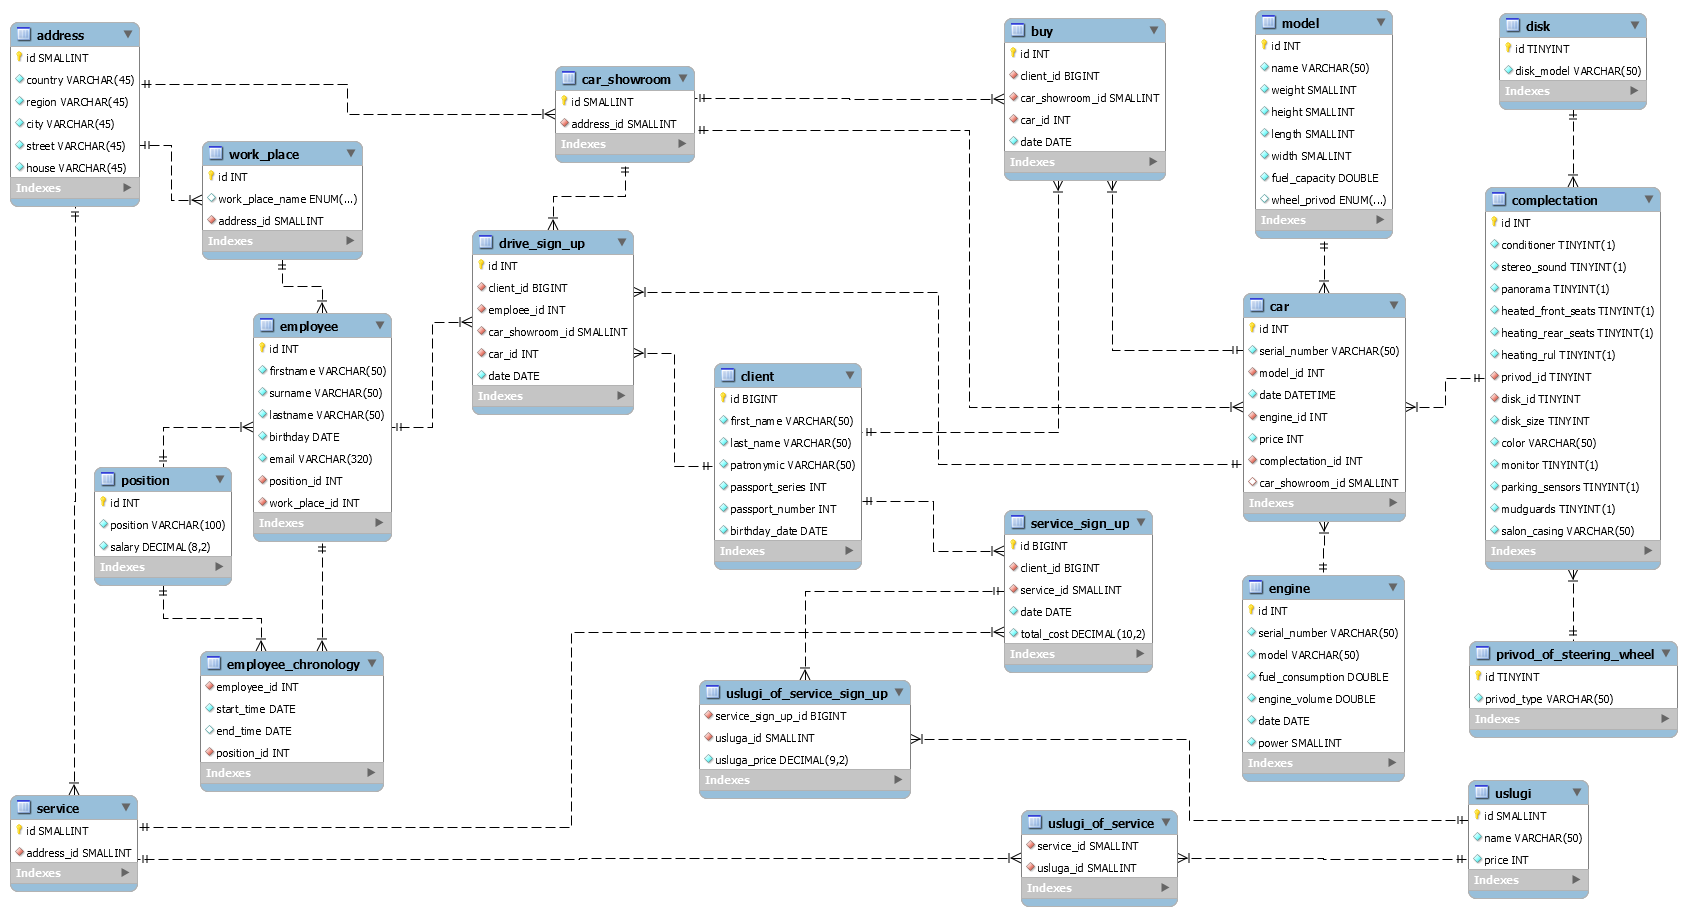 address
id SMALLINT
country VARCHAR(45)
region VARCHAR(45)
city VARCHAR(45)
street VARCHAR(45)
house VARCHAR(45)
Indexes
work_place
id INT
work_place_name ENUM(...)
address_id SMALLINT
Indexes
employee
id INT
firstname VARCHAR(50)
surname VARCHAR(50)
lastname VARCHAR(50)
birthday DATE
email VARCHAR(320)
position_id INT
work_place_id INT
Indexes
position
id INT
position VARCHAR(100)
salary DECIMAL(8,2)
Indexes
employee_chronology
employee_id INT
start_time DATE
end_time DATE
position_id INT
Indexes
service
id SMALLINT
address_id SMALLINT
Indexes
car_showroom
id SMALLINT
address_id SMALLINT
Indexes
drive_sign_up
id INT
client_id BIGINT
emploee_id INT
car_showroom_id SMALLINT
car_id INT
date DATE
Indexes
client
id BIGINT
first_name VARCHAR(50)
last_name VARCHAR(50)
patronymic VARCHAR(50)
passport_series INT
passport_number INT
birthday_date DATE
Indexes
uslugi_of_service_sign_up
service_sign_up_id BIGINT
usluga_id SMALLINT
usluga_price DECIMAL(9,2)
Indexes
buy
id INT
client_id BIGINT
car_showroom_id SMALLINT
car_id INT
date DATE
Indexes
service_sign_up
id BIGINT
client_id BIGINT
service_id SMALLINT
date DATE
total_cost DECIMAL(10,2)
Indexes
uslugi_of_service
service_id SMALLINT
usluga_id SMALLINT
Indexes
model
id INT
name VARCHAR(50)
weight SMALLINT
height SMALLINT
length SMALLINT
width SMALLINT
fuel_capacity DOUBLE
wheel_privod ENUM(...)
Indexes
car
id INT
serial_number VARCHAR(50)
model_id INT
date DATETIME
engine_id INT
price INT
complectation_id INT
car_showroom_id SMALLINT
Indexes
engine
id INT
serial_number VARCHAR(50)
model VARCHAR(50)
fuel_consumption DOUBLE
engine_volume DOUBLE
date DATE
power SMALLINT
Indexes
disk
id TINYINT
disk_model VARCHAR(50)
Indexes
complectation
id INT
conditioner TINYINT(1)
stereo_sound TINYINT(1)
panorama TINYINT(1)
heated_front_seats TINYINT(1)
heating_rear_seats TINYINT(1)
heating_rul TINYINT(1)
privod_id TINYINT
disk_id TINYINT
disk_size TINYINT
color VARCHAR(50)
monitor TINYINT(1)
parking_sensors TINYINT(1)
mudguards TINYINT(1)
salon_casing VARCHAR(50)
Indexes
privod_of_steering_wheel
id TINYINT
privod_type VARCHAR(50)
Indexes
uslugi
id SMALLINT
name VARCHAR(50)
price INT
Indexes